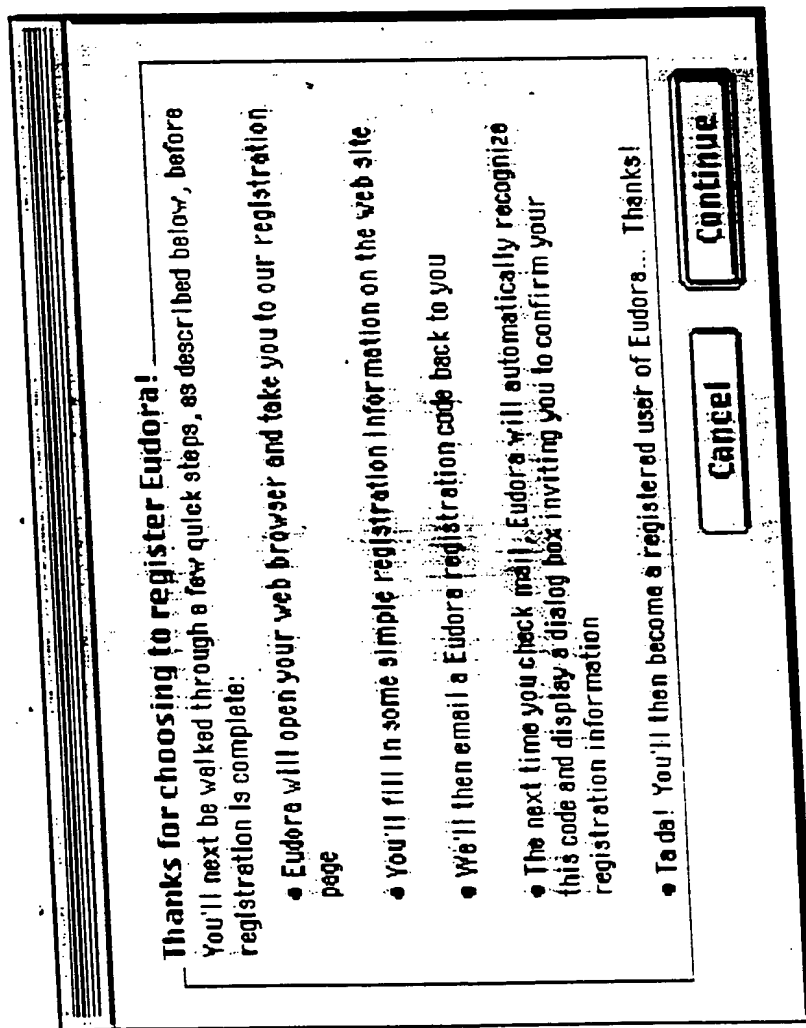 Thanks for choosing to register Eudora!
You'll next be walked through a few quick steps, as described below, before
registration is complete:
• Eudora will open your web browser and take you to our registration
page
• You'll fill in some simple registration information on the web site
• We'll then email a Eudora registration code back to you
• The next time you check mail, Eudora will automatically recognize
this code and display a dialog box inviting you to confirm your
registration information
• Ta da! You'll then become a registered user of Eudora... Thanks!
Cancel Continue